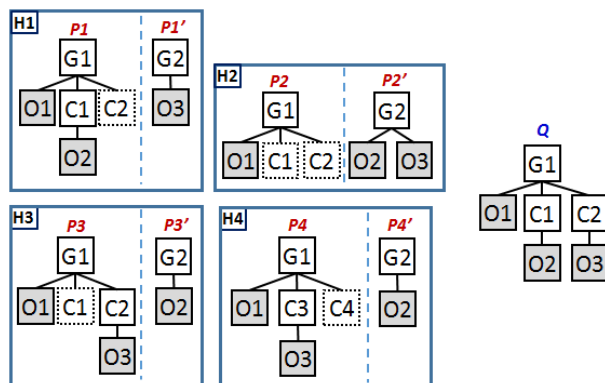 H1
P1 P1'
G1 G2
O1 C1 C2 O3
O2
H2
P2 P2'
G1 G2
O1 C1 C2 O2 O3
Q
G1
O1 C1 C2
O2 O3
H3
P3 P3'
G1 G2
O1 C1 C2 O2
O3
H4
P4 P4'
G1 G2
O1 C3 C4 O2
O3